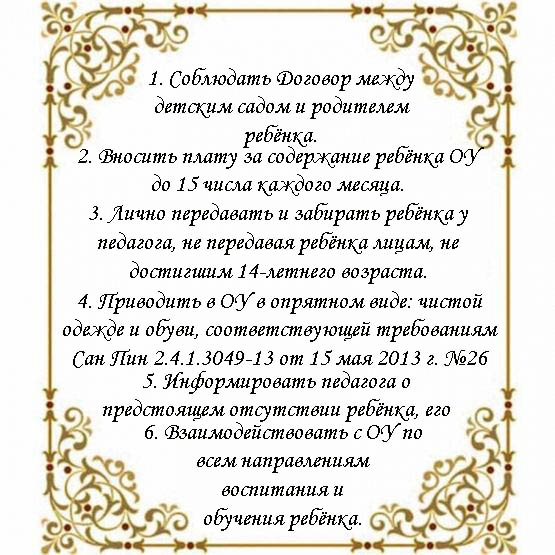 1. Соблюдать Договор между
детским садом и родителем
ребёнка.
2. Вносить плату за содержание ребёнка ОУ
до 15 числа каждого месяца.
3. Лично передавать и забирать ребёнка у
педагога, не передавая ребёнка лицам, не
достигшим 14-летнего возраста.
4. Приводить в ОУ в опрятном виде: чистой
одежде и обуви, соответствующей требованиям
Сан Пин 2.4.1.3049-13 от 15 мая 2013 г. №26
5. Информировать педагога о
предстоящем отсутствии ребёнка, его
6. Взаимодействовать с ОУ по
всем направлениям
воспитания и
обучения ребёнка.